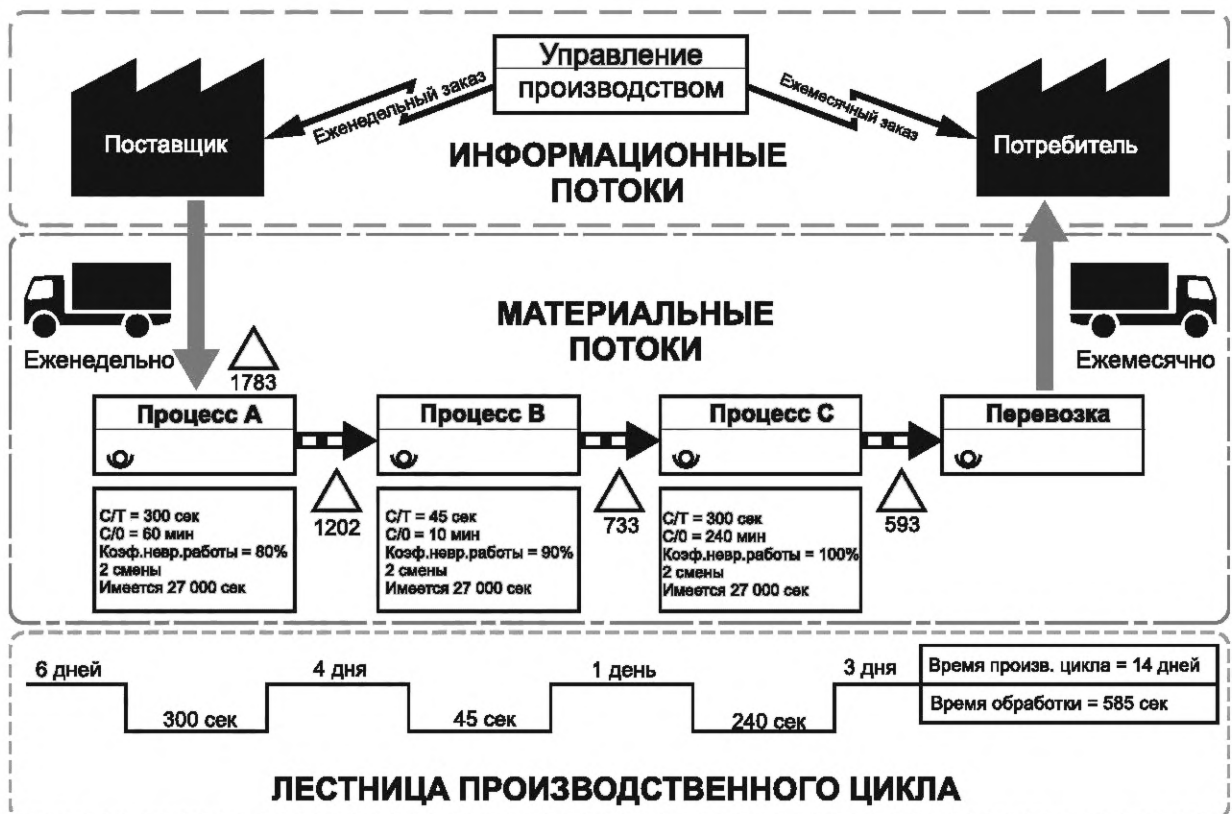 Управление
производством
Еженедельный заказ
Ежемесячный заказ
Поставщик
Потребитель
ИНФОРМАЦИОННЫЕ
ПОТОКИ
МАТЕРИАЛЬНЫЕ
ПОТОКИ
Еженедельно
1783
Ежемесячно
Процесс А
Процесс В
Процесс С
Перевозка
1202
733
593
С/Т = 300 сек
С/0 = 60 мин
Коэф.невр.работы = 80%
2 смены
Имеется 27 000 сек
С/Т = 45 сек
С/0 = 10 мин
Коэф.невр.работы = 90%
2 смены
Имеется 27 000 сек
С/Т = 300 сек
С/0 = 240 мин
Коэф.невр.работы = 100%
2 смены
Имеется 27 000 сек
6 дней
4 дня
1 день
3 дня
300 сек
45 сек
240 сек
Время произв. цикла = 14 дней
Время обработки = 585 сек
ЛЕСТНИЦА ПРОИЗВОДСТВЕННОГО ЦИКЛА